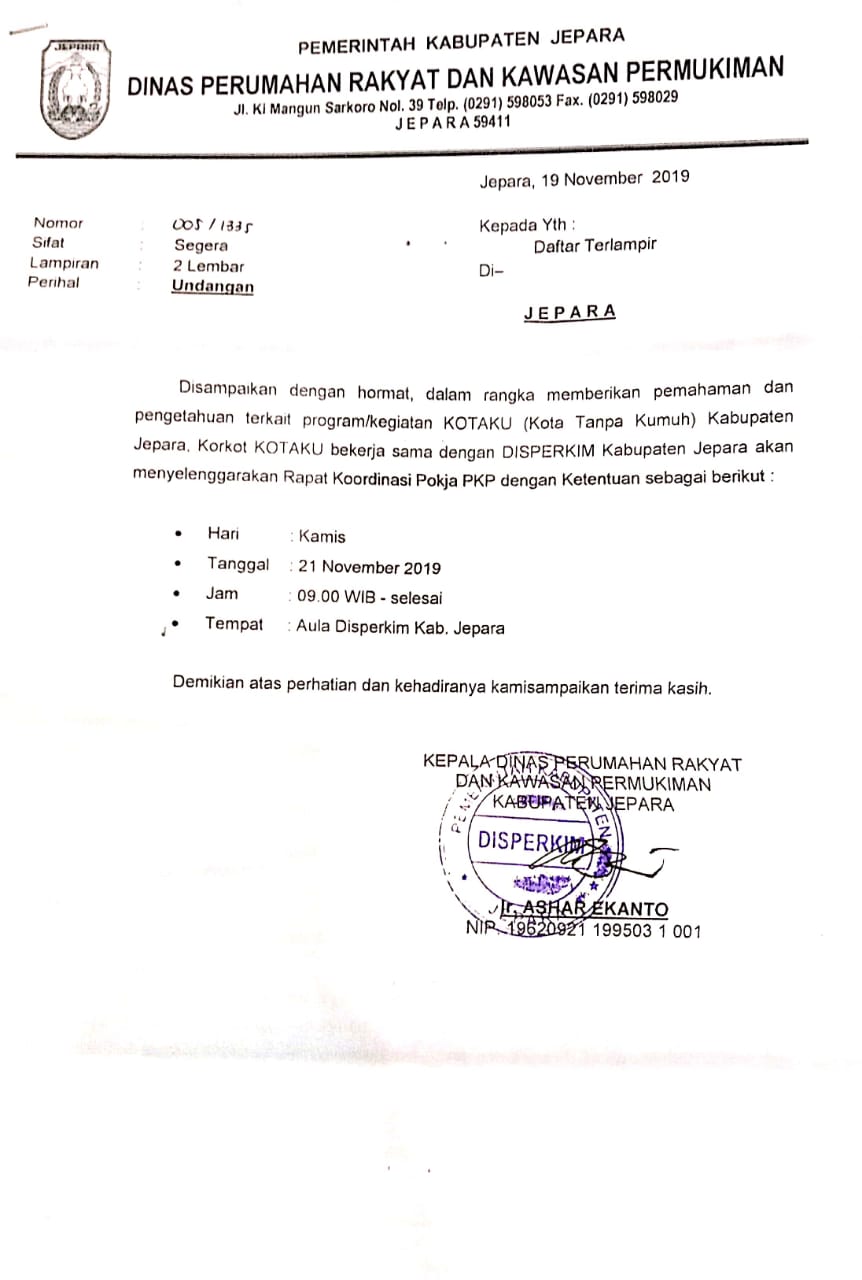 JEPARA
PEMERINTAH KABUPATEN JEPARA
DINAS PERUMAHAN RAKYAT DAN KAWASAN PERMUKIMAN
Jl. Ki Mangun Sarkoro Nol. 39 Telp. (0291) 598053 Fax. (0291) 598029
J E P A R A 59411
Jepara, 19 November 2019
Nomor : 005 / 1335
Sifat : Segera
Lampiran : 2 Lembar
Perihal : Undangan
Kepada Yth :
Daftar Terlampir
Di–
J E P A R A
Disampaikan dengan hormat, dalam rangka memberikan pemahaman dan
pengetahuan terkait program/kegiatan KOTAKU (Kota Tanpa Kumuh) Kabupaten
Jepara, Korkot KOTAKU bekerja sama dengan DISPERKIM Kabupaten Jepara akan
menyelenggarakan Rapat Koordinasi Pokja PKP dengan Ketentuan sebagai berikut :
• Hari : Kamis
• Tanggal : 21 November 2019
• Jam : 09.00 WIB - selesai
• Tempat : Aula Disperkim Kab. Jepara
Demikian atas perhatian dan kehadiranya kamisampaikan terima kasih.
KEPALA DINAS PERUMAHAN RAKYAT
DAN KAWASAN PERMUKIMAN
KABUPATEN JEPARA
DISPERKIM
Ir. ASHAR EKANTO
NIP. 19620921 199503 1 001